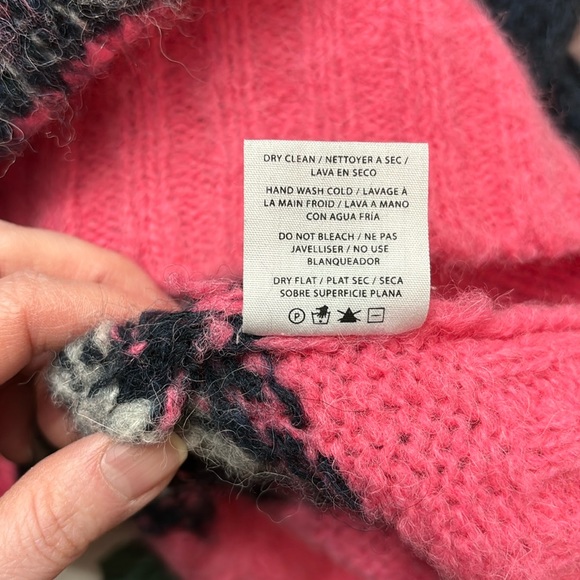 DRY CLEAN / NETTOYER A SEC /
LAVA EN SECO
HAND WASH COLD / LAVAGE À
LA MAIN FROID / LAVA A MANO
CON AGUA FRÍA
DO NOT BLEACH / NE PAS
JAVELLISER / NO USE
BLANQUEADOR
DRY FLAT / PLAT SEC / SECA
SOBRE SUPERFICIE PLANA
P